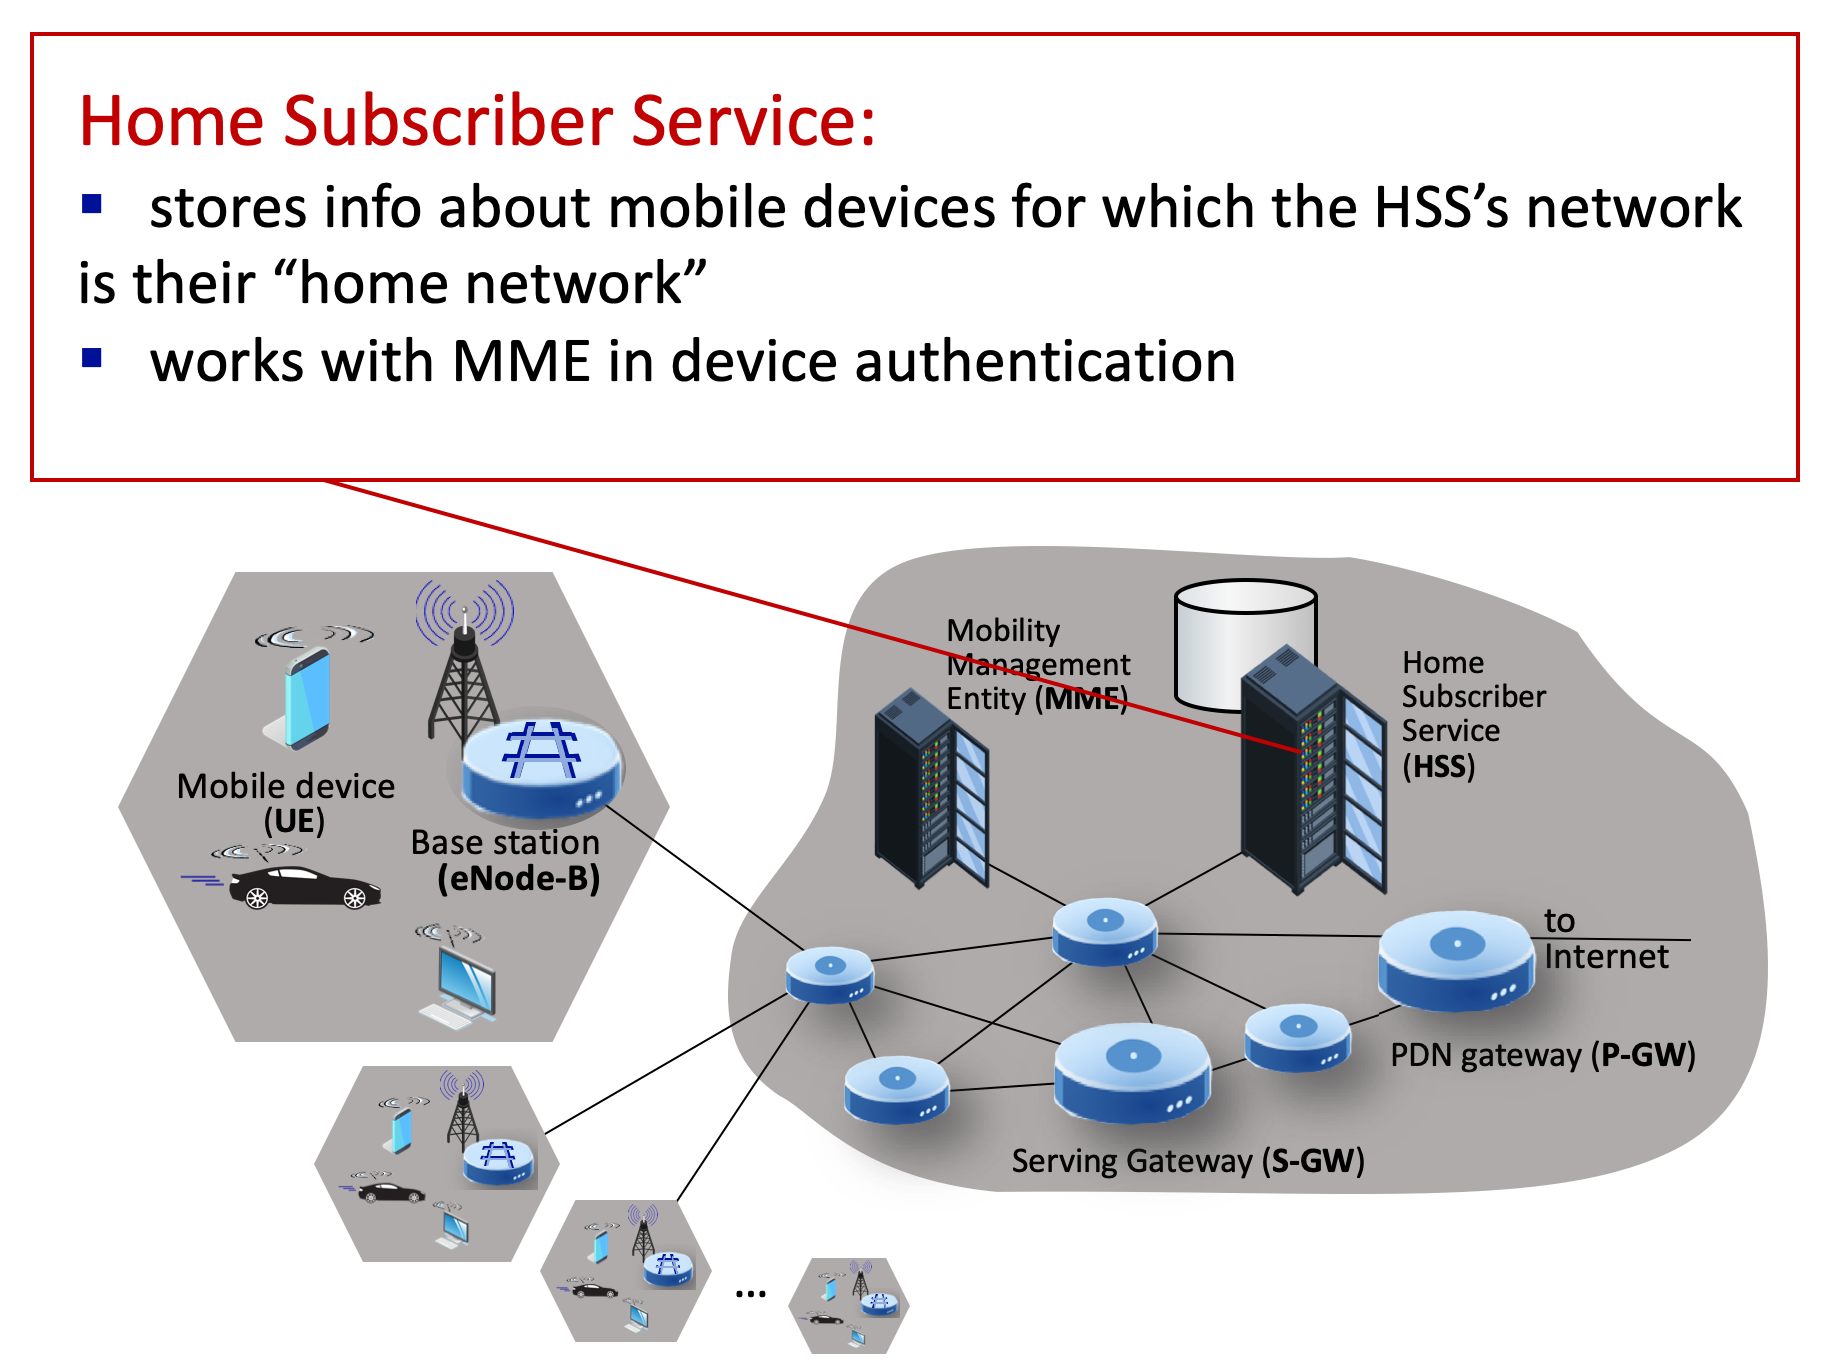 Home Subscriber Service:
▪ stores info about mobile devices for which the HSS’s network
is their “home network”
▪ works with MME in device authentication
Mobility
Management
Entity (MME)
Home
Subscriber
Service
(HSS)
Mobile device
(UE)
Base station
(eNode-B)
to
Internet
PDN gateway (P-GW)
Serving Gateway (S-GW)
...